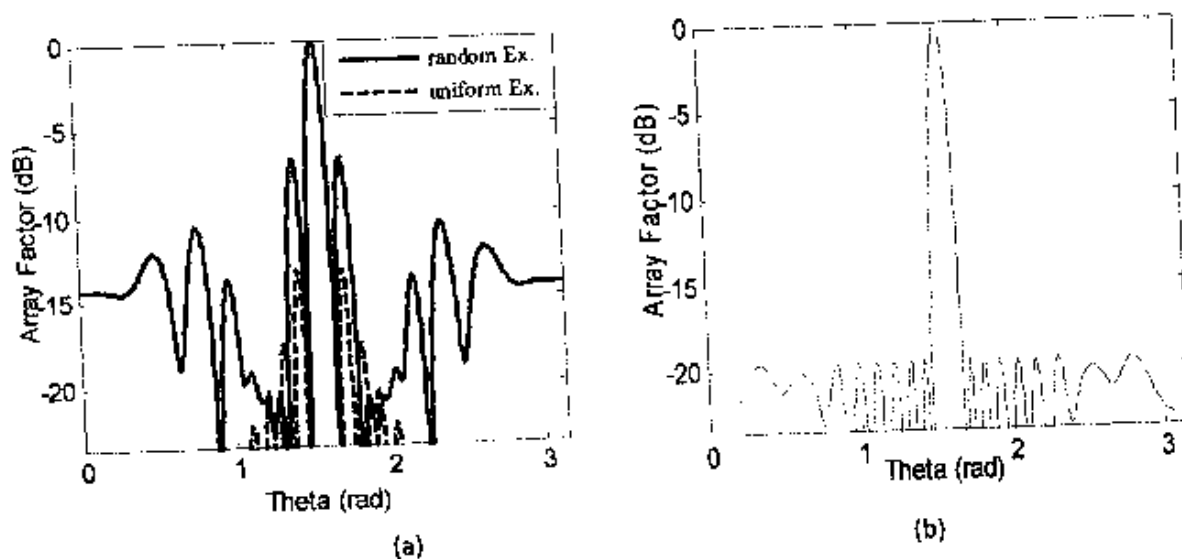 0
-5
-10
-15
-20
Array Factor (dB)
random Ex.
uniform Ex.
0
1
2
3
Theta (rad)
(a)
0
-5
-10
-15
-20
Array Factor (dB)
0
1
2
3
Theta (rad)
(b)